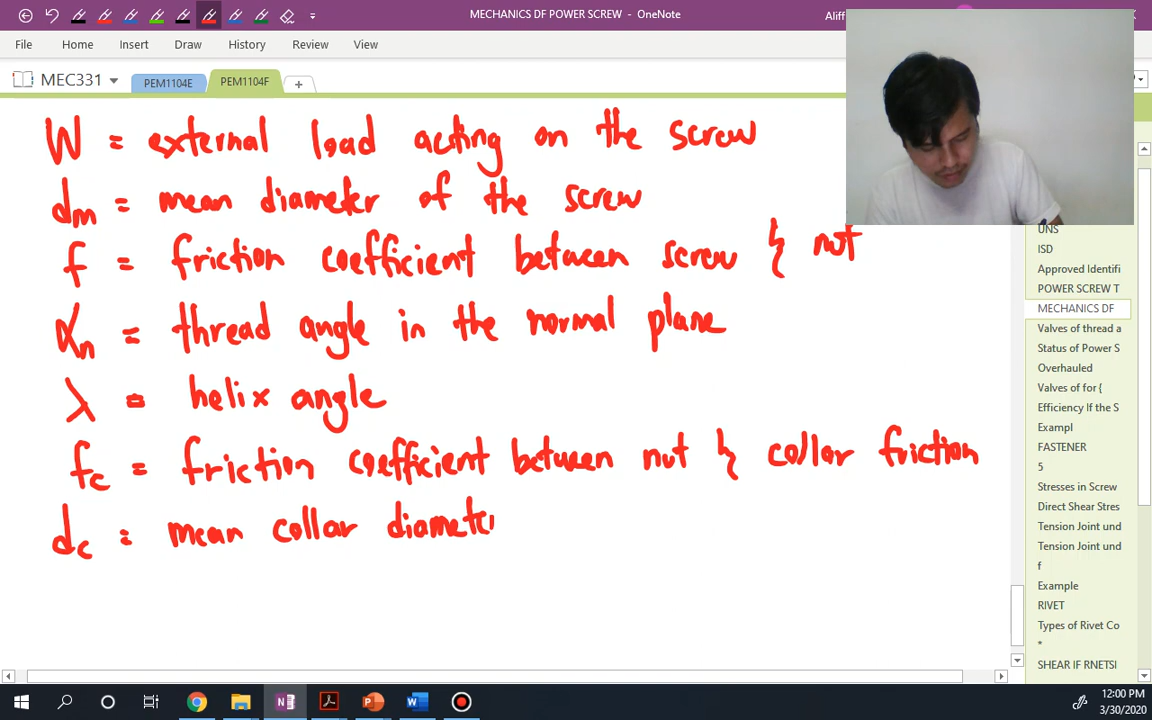 MECHANICS DF POWER SCREW - OneNote
Aliff
File Home Insert Draw History Review View
MEC331 PEM1104E PEM1104F +
W = external load acting on the screw
dm = mean diameter of the screw
f = friction coefficient between screw & nut
αn = thread angle in the normal plane
λ = helix angle
fc = friction coefficient between nut & collar friction
dc = mean collar diameter
UNS
ISD
Approved Identifi
POWER SCREW T
MECHANICS DF
Valves of thread a
Status of Power S
Overhauled
Valves of for {
Efficiency If the S
Exampl
FASTENER
5
Stresses in Screw
Direct Shear Stres
Tension Joint und
Tension Joint und
f
Example
RIVET
Types of Rivet Co
*
SHEAR IF RNETSI
12:00 PM
3/30/2020